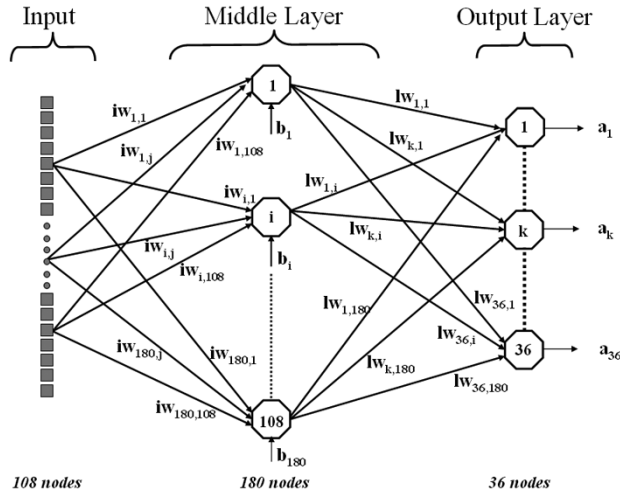 Input
Middle Layer
Output Layer
iw1,1
iw1,j
iw1,108
iwi,1
iwi,j
iwi,108
iw180,j
iw180,1
iw180,108
1
b1
i
bi
108
b180
lw1,1
lwk,1
lw1,i
lwk,i
lw36,1
lw1,180
lw36,i
lwk,180
lw36,180
1
a1
k
ak
36
a36
108 nodes
180 nodes
36 nodes